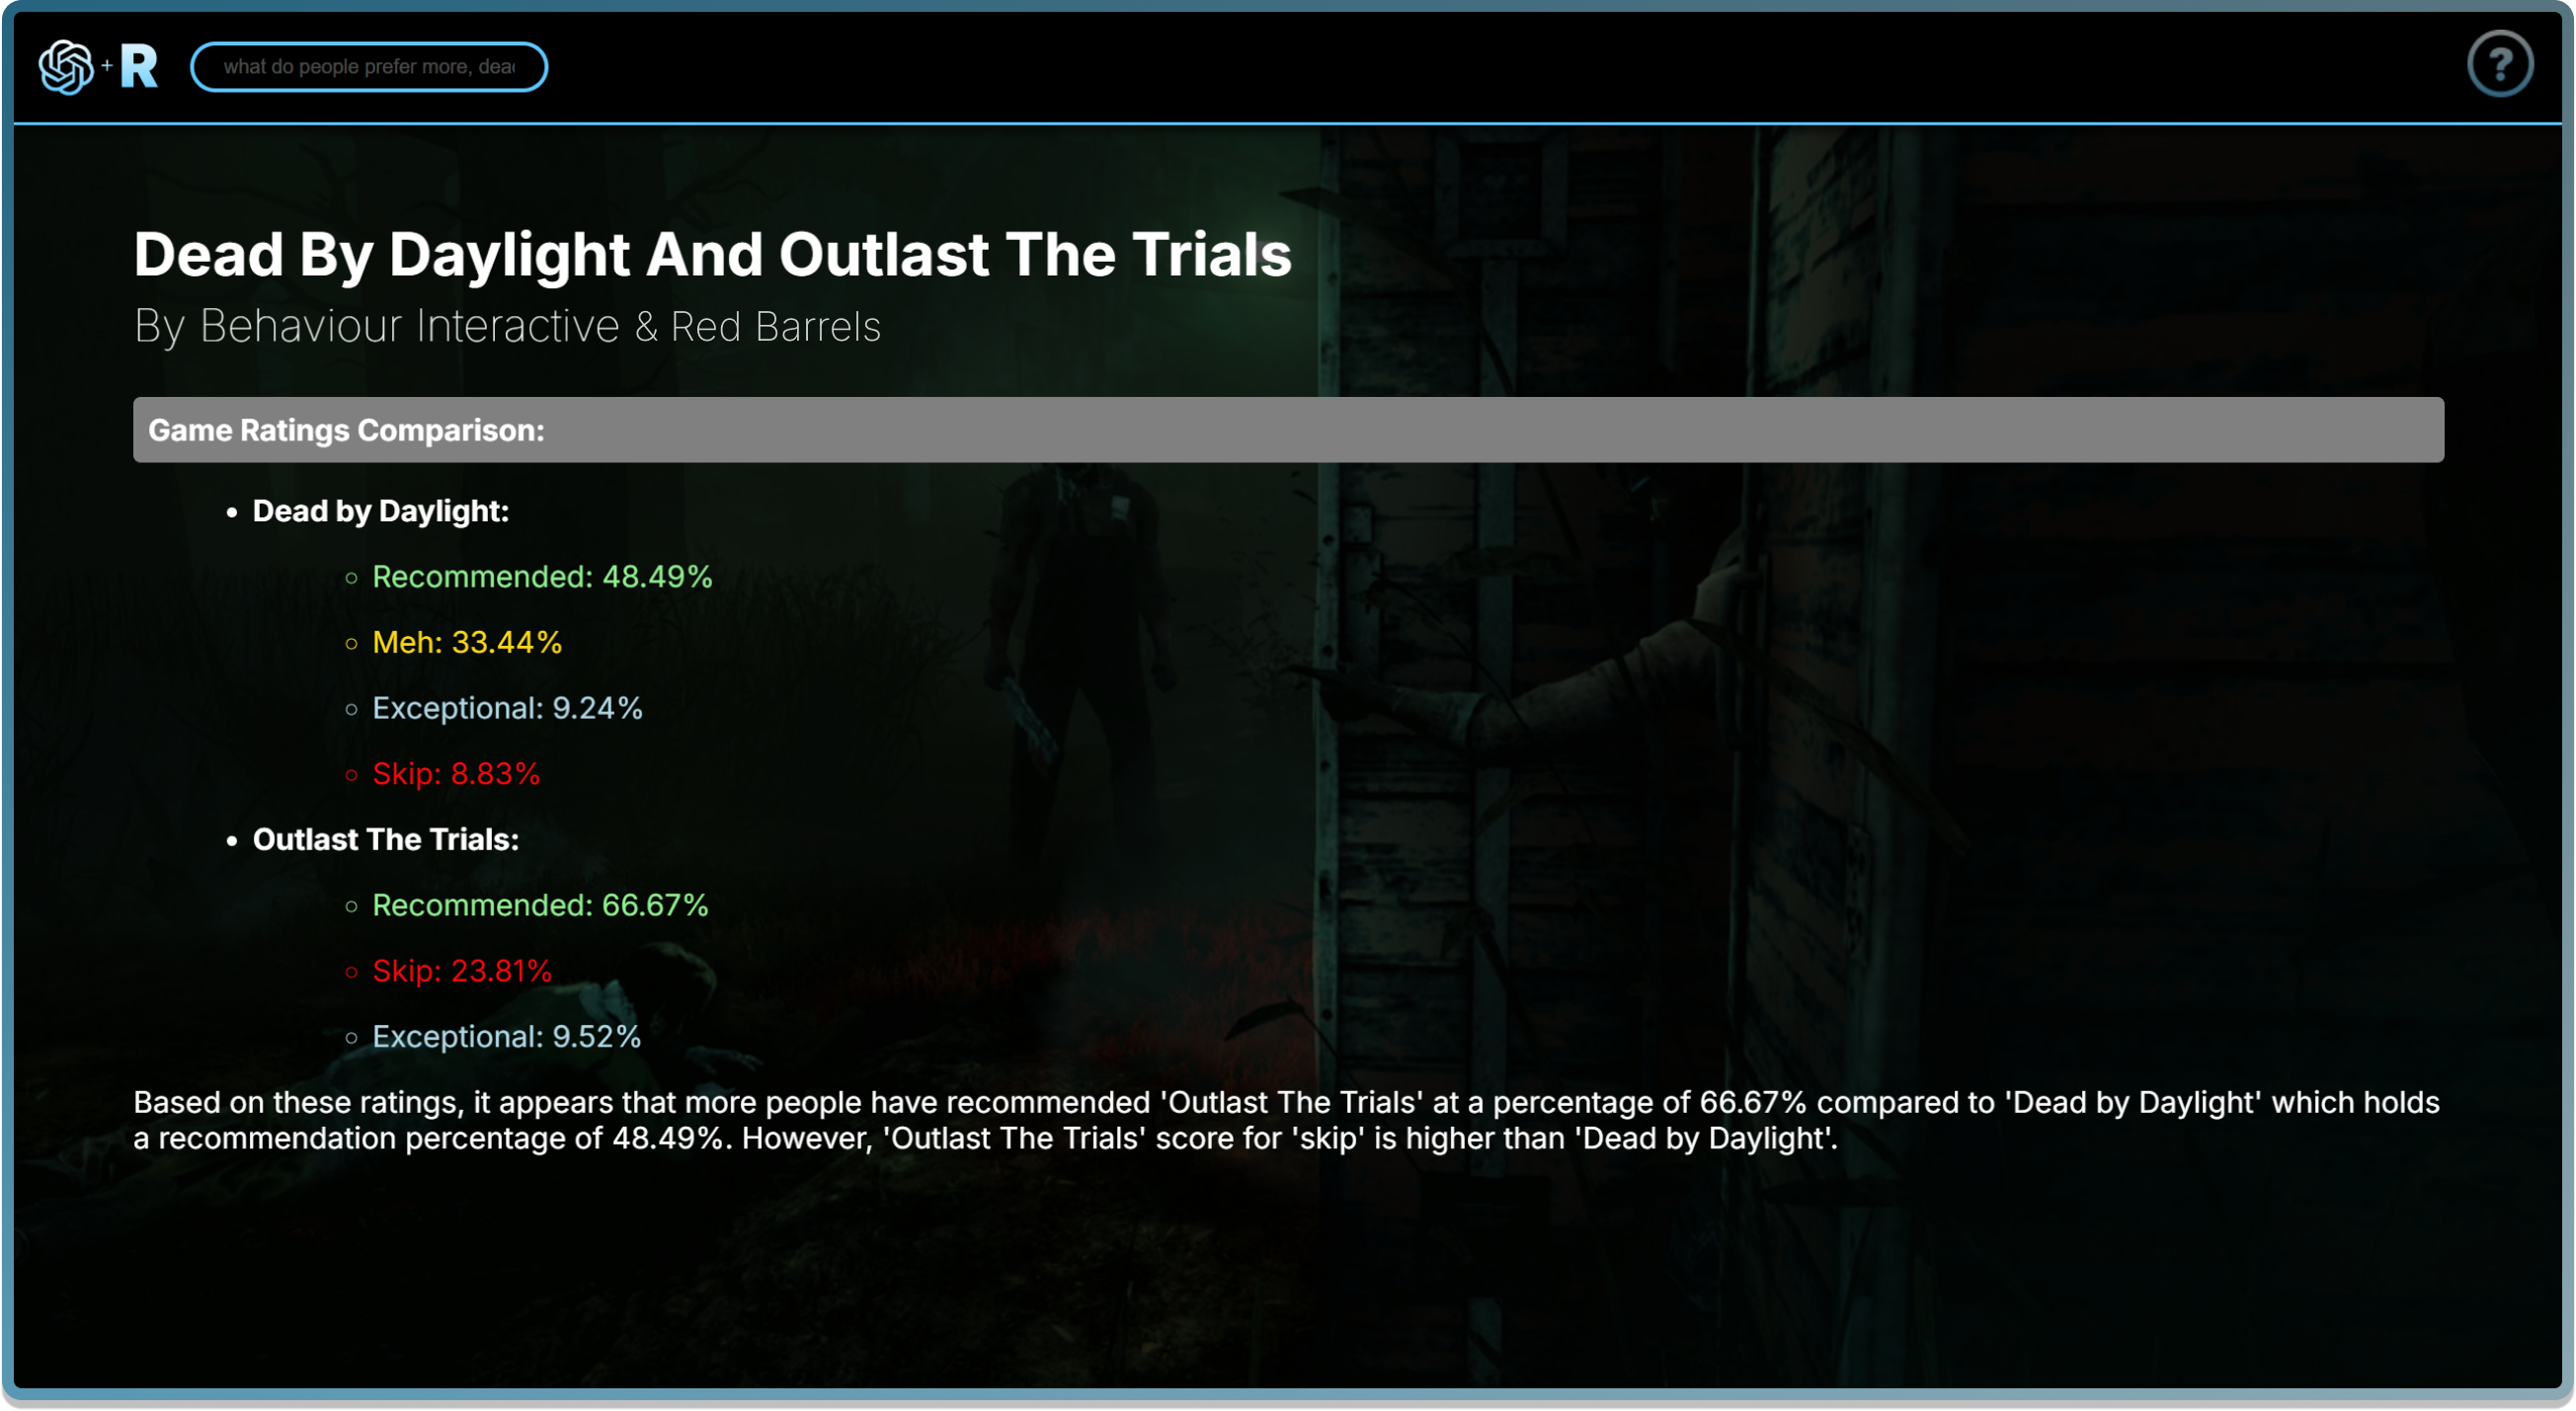 + R
what do people prefer more, dea
?
Dead By Daylight And Outlast The Trials
By Behaviour Interactive & Red Barrels
Game Ratings Comparison:
Dead by Daylight:
Recommended: 48.49%
Meh: 33.44%
Exceptional: 9.24%
Skip: 8.83%
Outlast The Trials:
Recommended: 66.67%
Skip: 23.81%
Exceptional: 9.52%
Based on these ratings, it appears that more people have recommended 'Outlast The Trials' at a percentage of 66.67% compared to 'Dead by Daylight' which holds
a recommendation percentage of 48.49%. However, 'Outlast The Trials' score for 'skip' is higher than 'Dead by Daylight'.